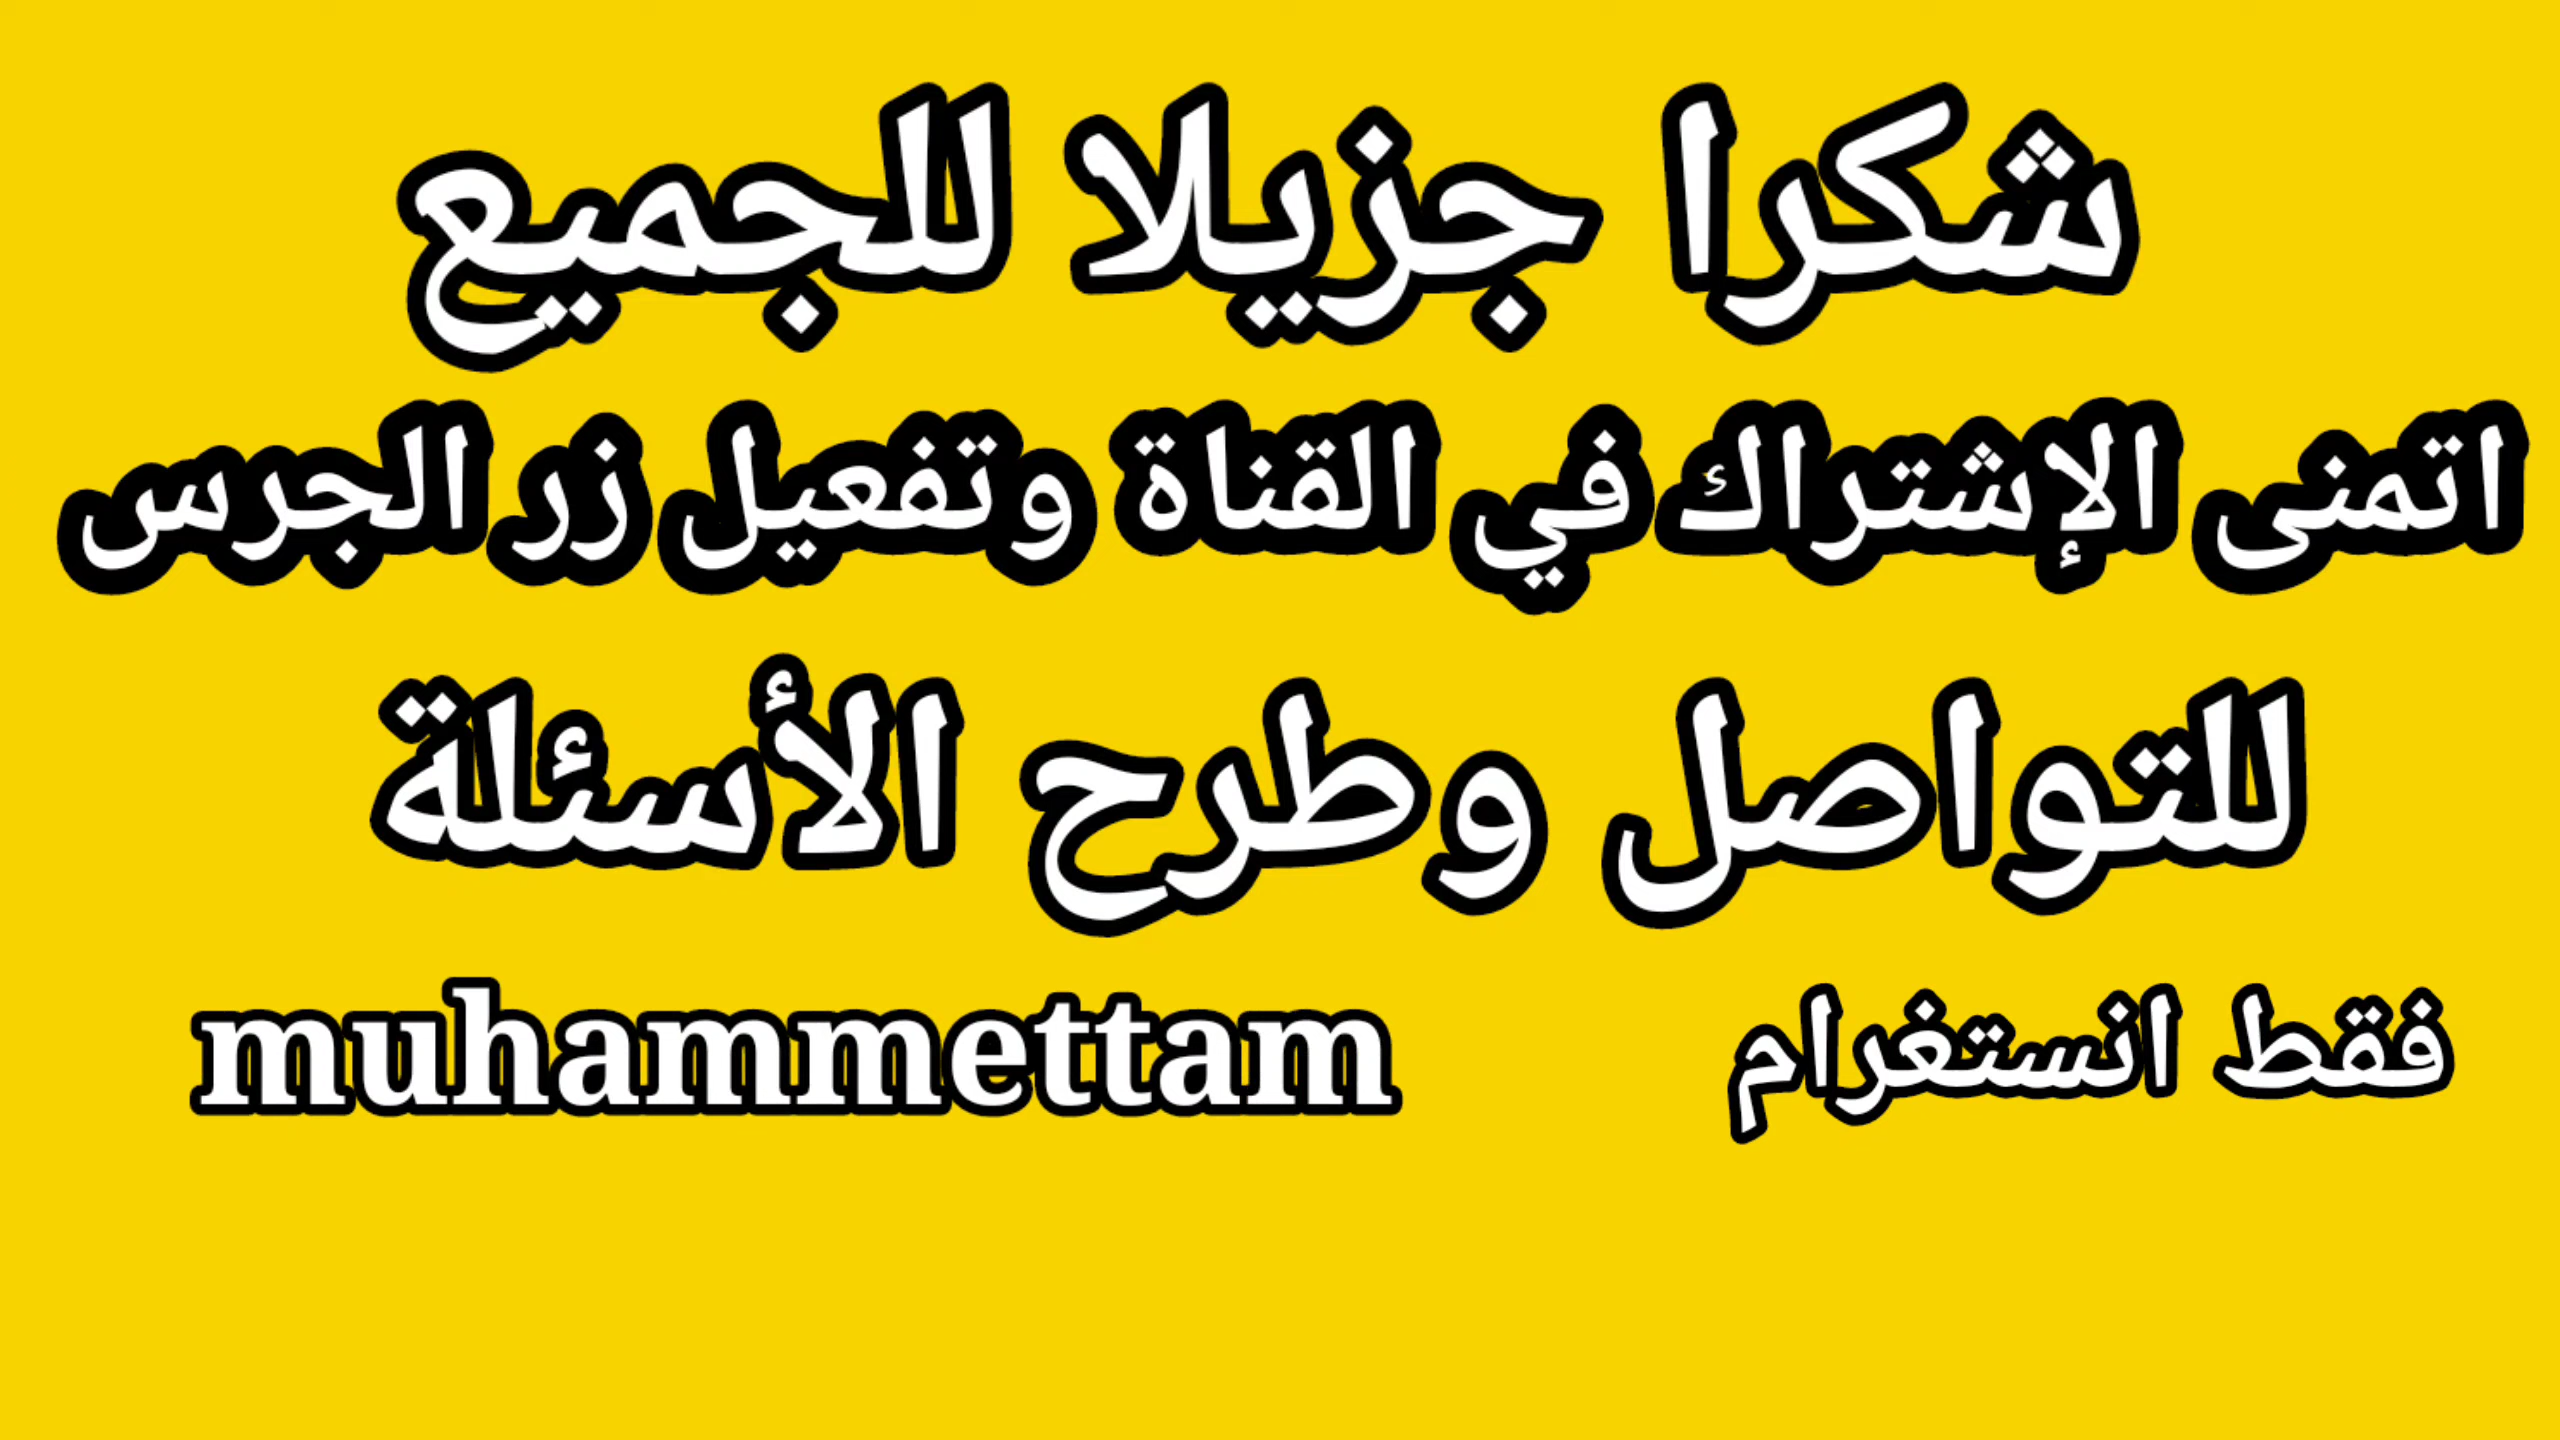 شكرا جزيلا للجميع
اتمنى الإشتراك في القناة وتفعيل زر الجرس
للتواصل وطرح الأسئلة
فقط انستغرام muhammettam